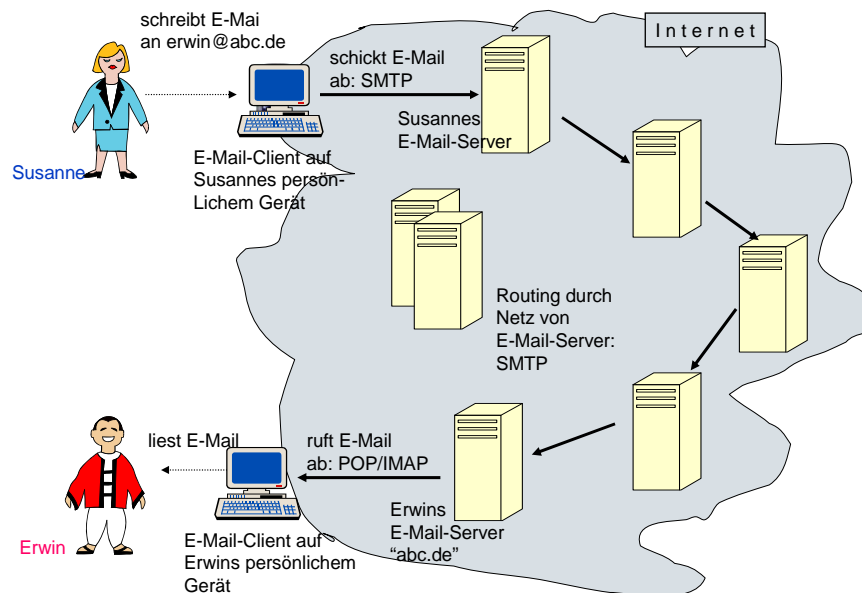 schreibt E-Mai
an erwin@abc.de
Internet
schickt E-Mail
ab: SMTP
Susannes
E-Mail-Server
Susanne
E-Mail-Client auf
Susannes persön-
Lichem Gerät
Routing durch
Netz von
E-Mail-Server:
SMTP
liest E-Mail
ruft E-Mail
ab: POP/IMAP
Erwin
E-Mail-Client auf
Erwins persönlichem
Gerät
Erwins
E-Mail-Server
“abc.de”